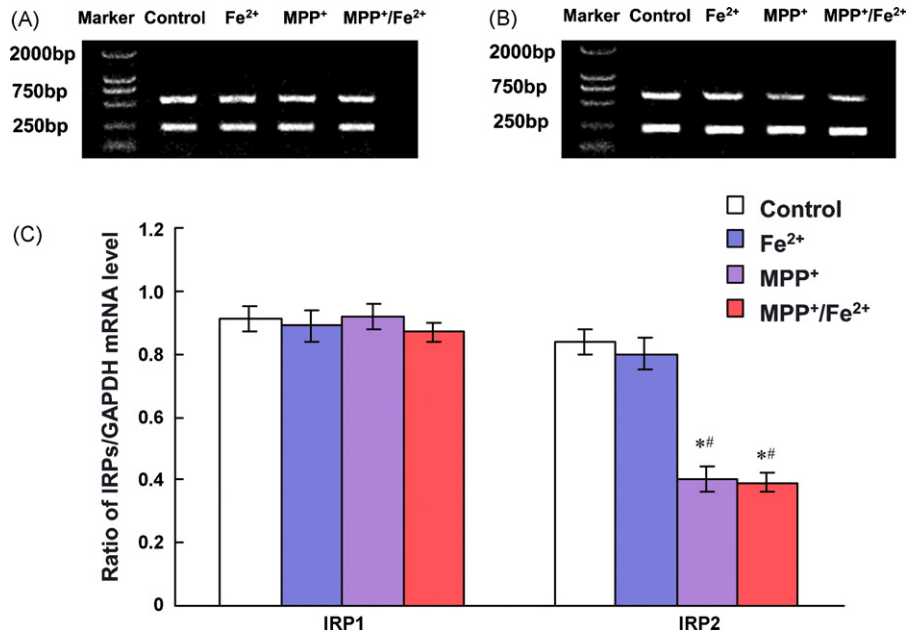 (A) Marker Control Fe²⁺ MPP⁺ MPP⁺/Fe²⁺
2000bp
750bp
250bp
(B) Marker Control Fe²⁺ MPP⁺ MPP⁺/Fe²⁺
2000bp
750bp
250bp
(C)
Ratio of IRPs/GAPDH mRNA level
1.2
1.0
0.8
0.6
0.4
0.2
0
Control
Fe²⁺
MPP⁺
MPP⁺/Fe²⁺
*# *#
IRP1 IRP2